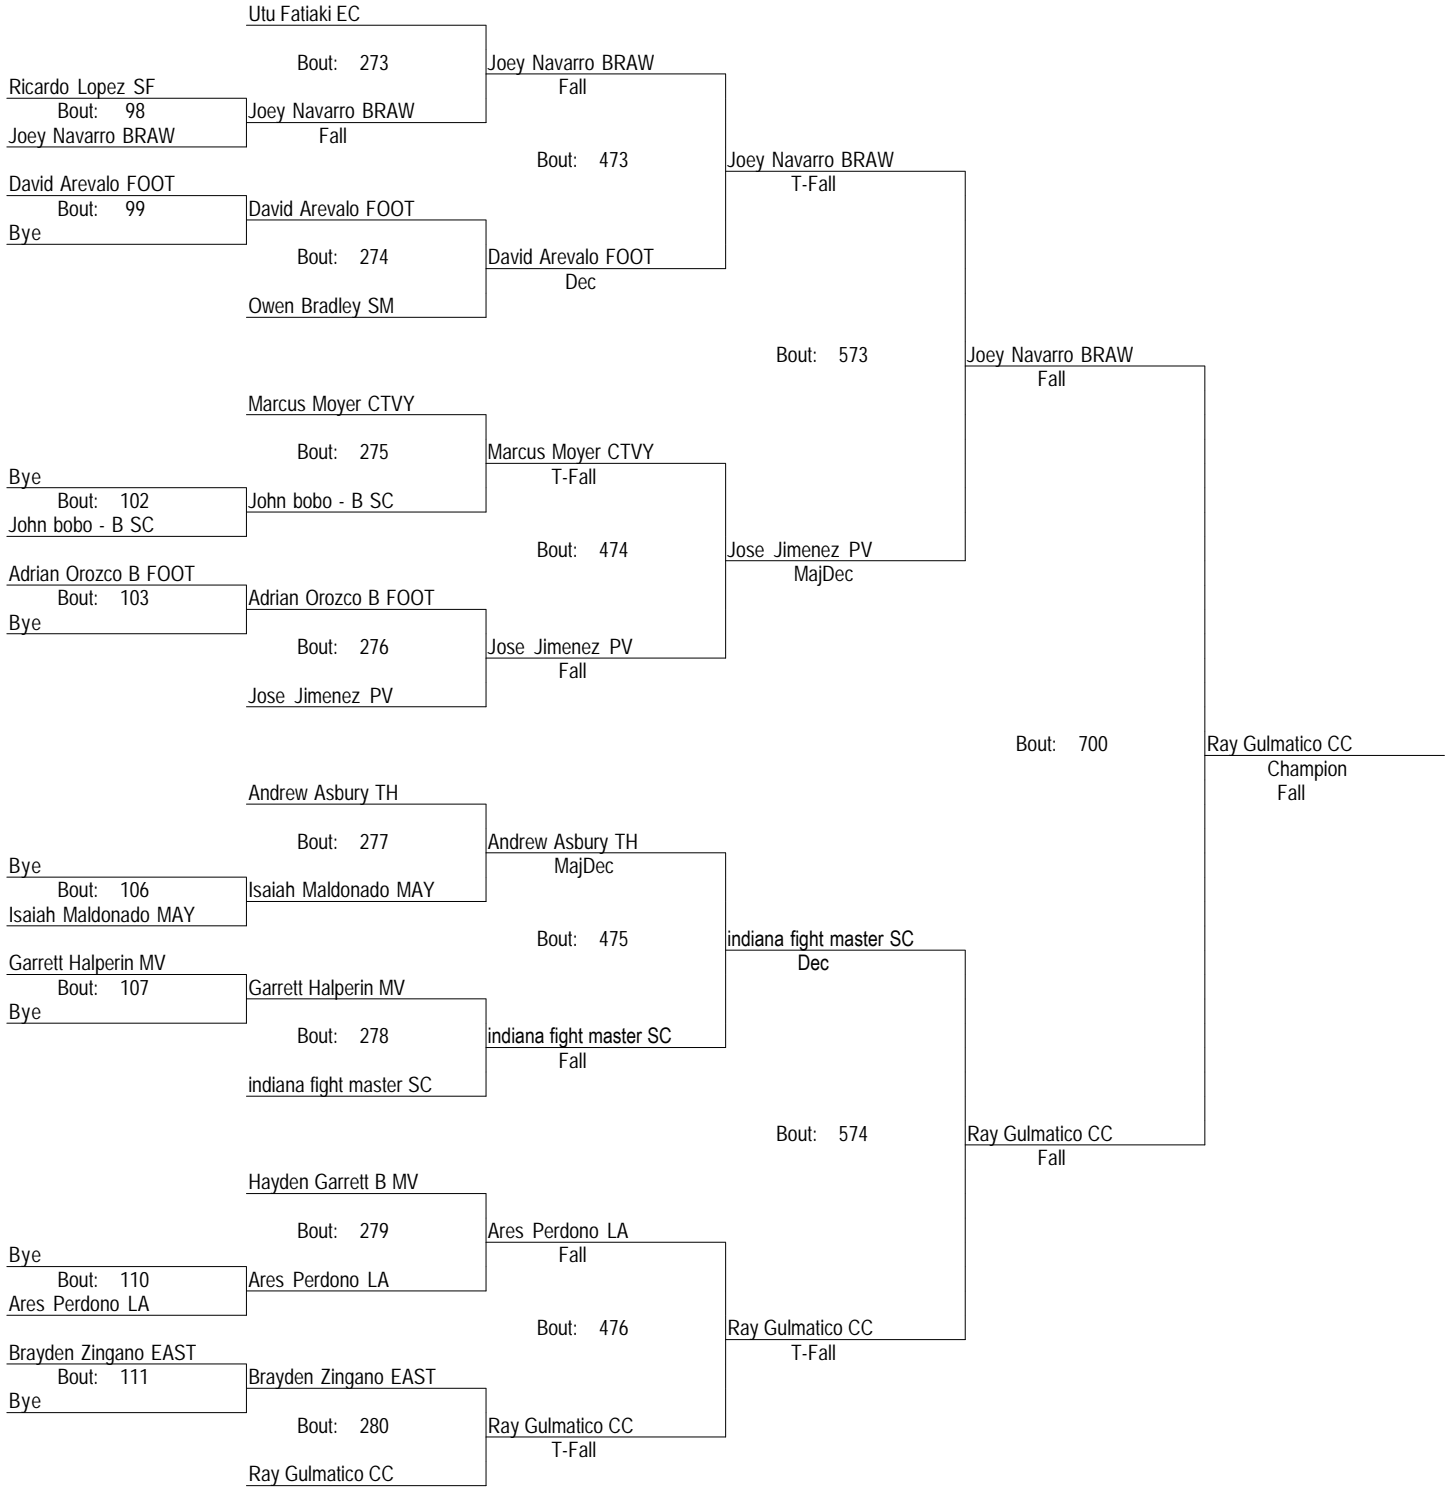 Utu Fatiaki EC
Bout: 273
Joey Navarro BRAW
Fall
Ricardo Lopez SF
Bout: 98
Joey Navarro BRAW
Joey Navarro BRAW
Fall
Bout: 473
Joey Navarro BRAW
T-Fall
David Arevalo FOOT
Bout: 99
Bye
David Arevalo FOOT
Bout: 274
David Arevalo FOOT
Dec
Owen Bradley SM
Bout: 573
Joey Navarro BRAW
Fall
Marcus Moyer CTVY
Bout: 275
Marcus Moyer CTVY
T-Fall
Bye
Bout: 102
John bobo - B SC
John bobo - B SC
Bout: 474
Jose Jimenez PV
MajDec
Adrian Orozco B FOOT
Bout: 103
Bye
Adrian Orozco B FOOT
Bout: 276
Jose Jimenez PV
Fall
Jose Jimenez PV
Bout: 700
Ray Gulmatico CC
Champion
Fall
Andrew Asbury TH
Bout: 277
Andrew Asbury TH
MajDec
Bye
Bout: 106
Isaiah Maldonado MAY
Isaiah Maldonado MAY
Bout: 475
indiana fight master SC
Dec
Garrett Halperin MV
Bout: 107
Bye
Garrett Halperin MV
Bout: 278
indiana fight master SC
Fall
indiana fight master SC
Bout: 574
Ray Gulmatico CC
Fall
Hayden Garrett B MV
Bout: 279
Ares Perdono LA
Fall
Bye
Bout: 110
Ares Perdono LA
Ares Perdono LA
Bout: 476
Ray Gulmatico CC
T-Fall
Brayden Zingano EAST
Bout: 111
Bye
Brayden Zingano EAST
Bout: 280
Ray Gulmatico CC
T-Fall
Ray Gulmatico CC